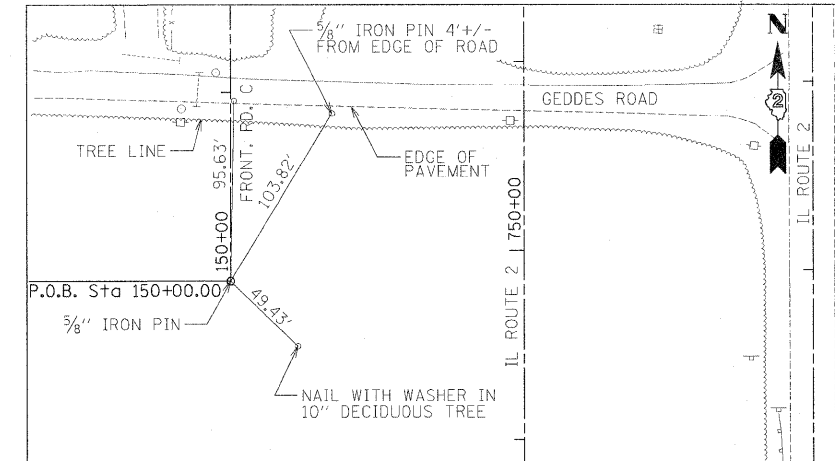 5/8" IRON PIN 4'+/-
FROM EDGE OF ROAD
N
2
GEDDES ROAD
TREE LINE
95.63'
FRONT. RD. C
103.82'
EDGE OF
PAVEMENT
IL ROUTE 2
150+00
IL ROUTE 2 750+00
P.O.B. Sta 150+00.00
5/8" IRON PIN
49.43'
NAIL WITH WASHER IN
10" DECIDUOUS TREE